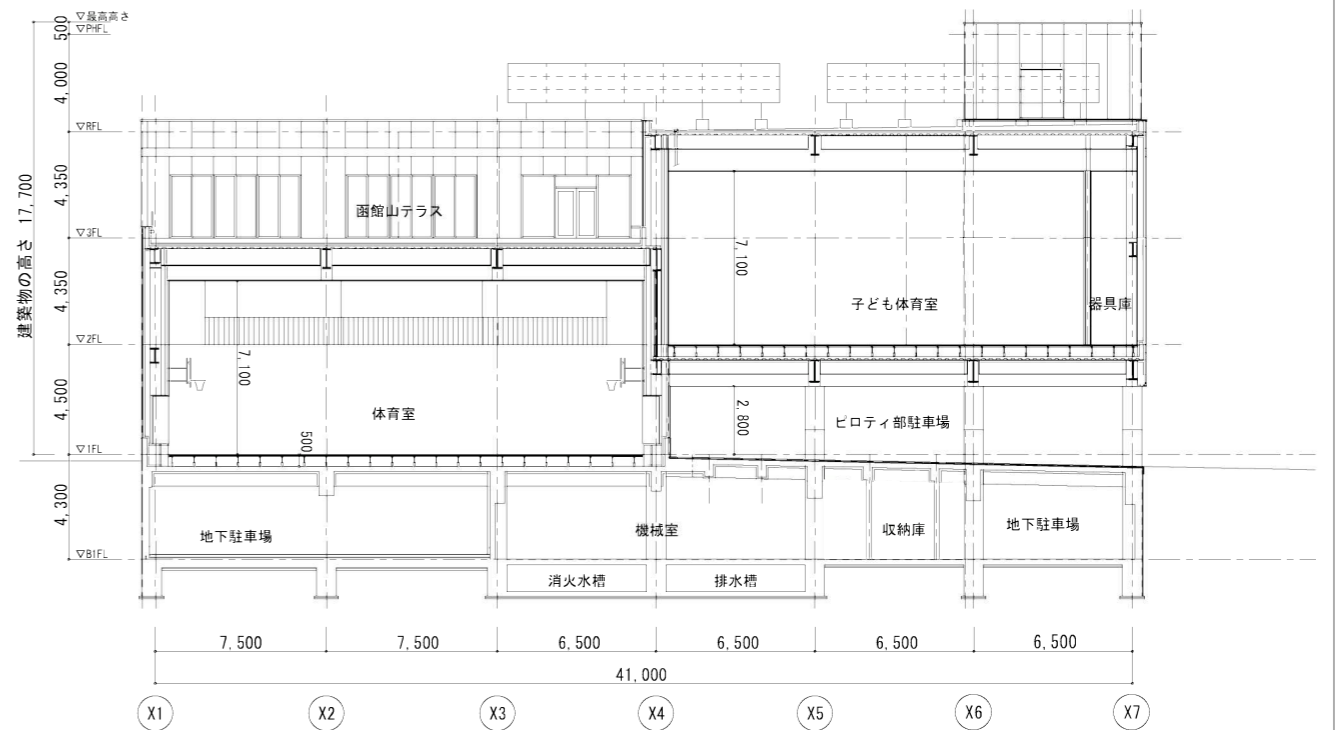 ▽最高高さ
500
▽PHFL
4,000
▽RFL
4,350
函館山テラス
建築物の高さ 17,700
▽3FL
7,100
4,350
子ども体育室
器具庫
▽2FL
7,100
4,500
体育室
2,800
ピロティ部駐車場
500
▽1FL
4,300
地下駐車場
機械室
収納庫
地下駐車場
▽B1FL
消火水槽
排水槽
7,500
7,500
6,500
6,500
6,500
6,500
41,000
X1
X2
X3
X4
X5
X6
X7